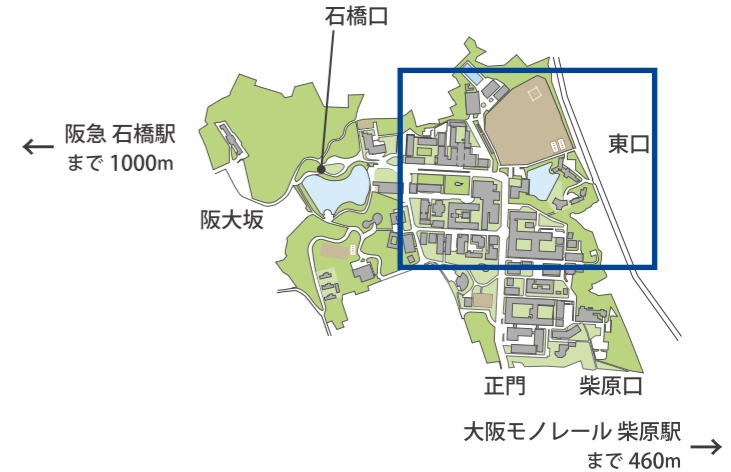 石橋口
← 阪急 石橋駅
まで 1000m
東口
阪大坂
正門
柴原口
大阪モノレール 柴原駅 →
まで 460m